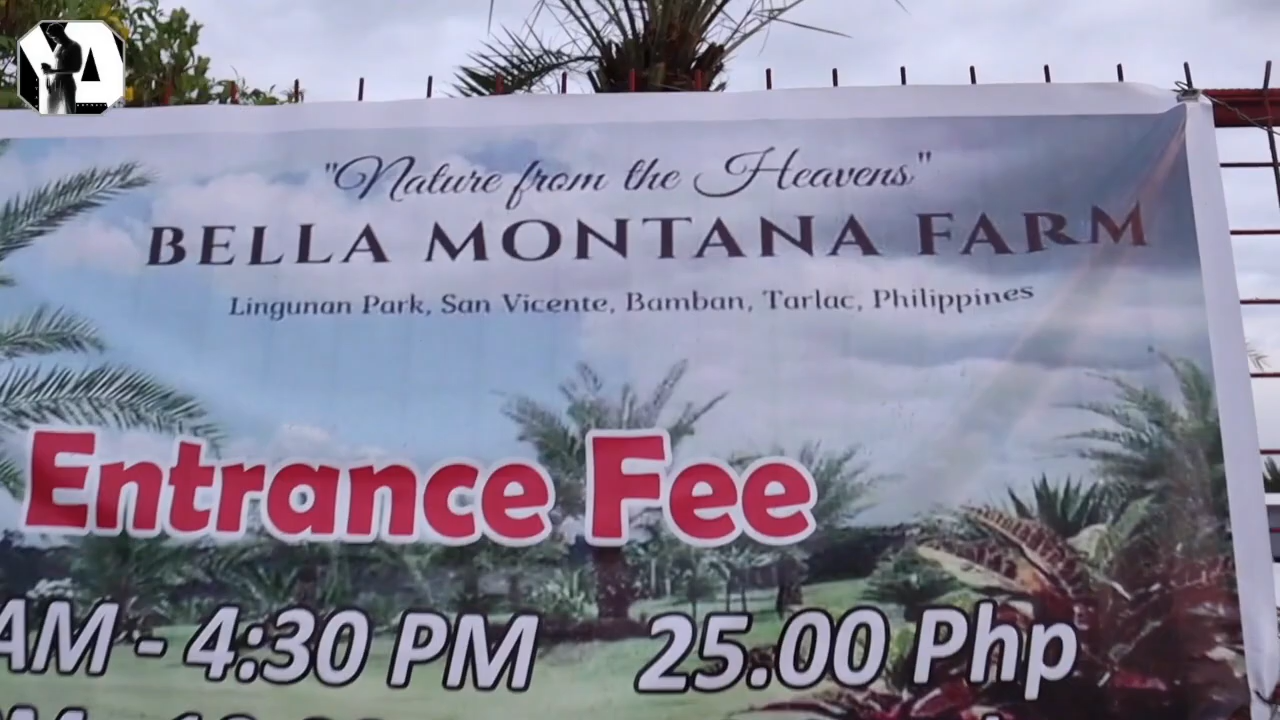 "Nature from the Heavens"
BELLA MONTANA FARM
Lingunan Park, San Vicente, Bamban, Tarlac, Philippines
Entrance Fee
AM - 4:30 PM 25.00 Php